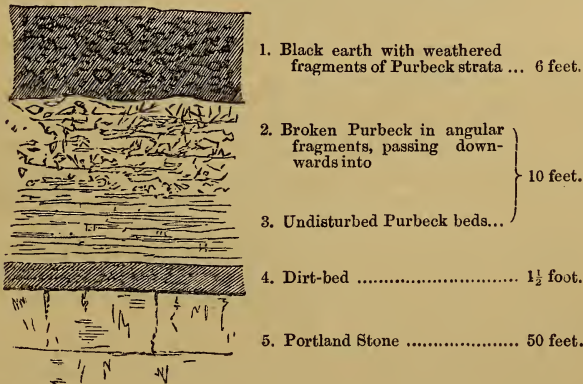 1. Black earth with weathered
fragments of Purbeck strata ... 6 feet.
2. Broken Purbeck in angular
fragments, passing down-
wards into
10 feet.
3. Undisturbed Purbeck beds...
4. Dirt-bed ........................ 1½ foot.
5. Portland Stone .................. 50 feet.